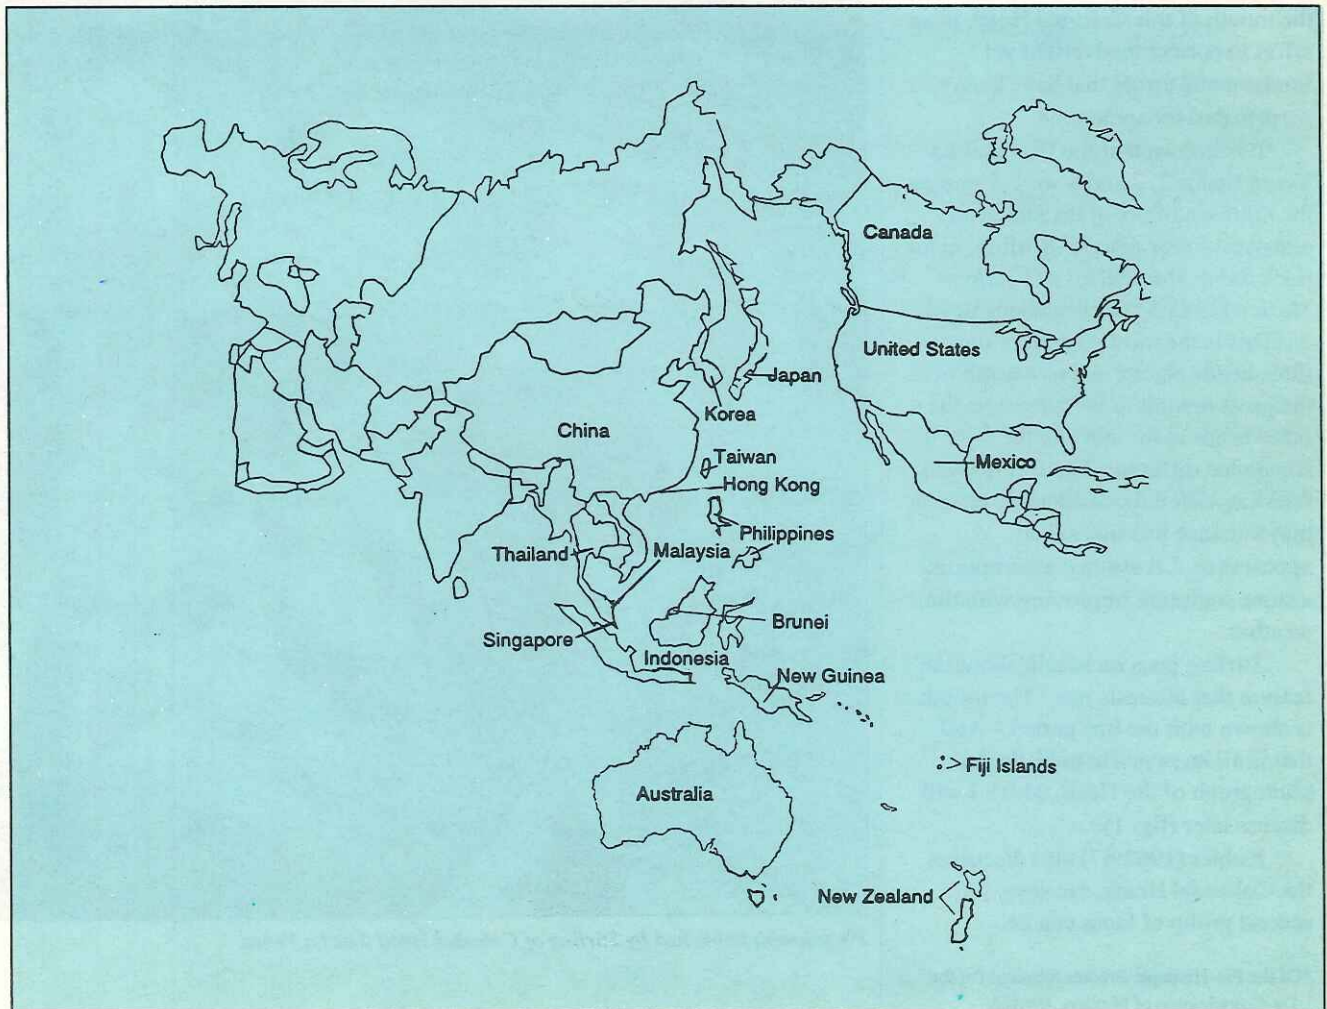 Canada
United States
Japan
Korea
China
Mexico
Taiwan
Hong Kong
Philippines
Thailand
Malaysia
Brunei
Singapore
Indonesia
New Guinea
Fiji Islands
Australia
New Zealand